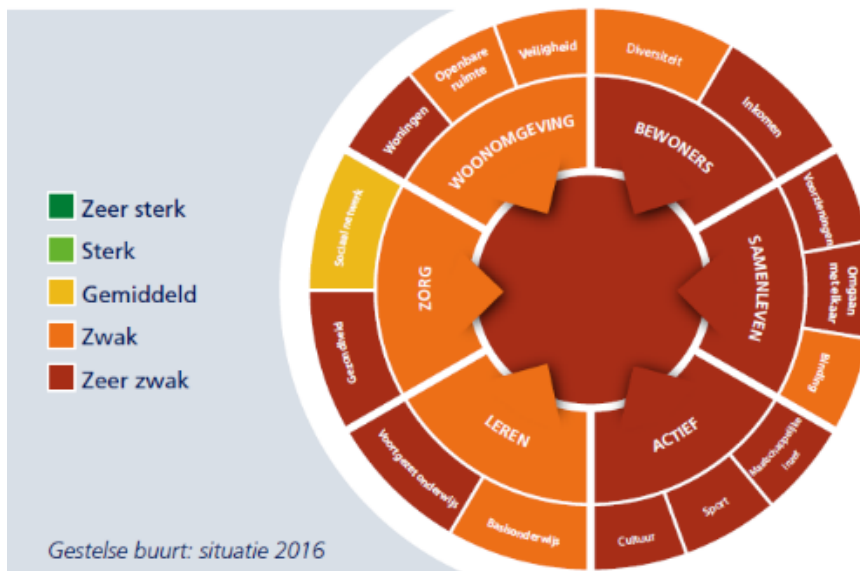 Zeer sterk
Sterk
Gemiddeld
Zwak
Zeer zwak
Gestelse buurt: situatie 2016
WOONOMGEVING
Woningen
Openbare
ruimte
Veiligheid
BEWONERS
Diversiteit
Inkomen
SAMENLEVEN
Voorzieningen
Omgaan
met elkaar
Binding
ACTIEF
Maatschappelijke
inzet
Sport
Cultuur
LEREN
Basisonderwijs
Voortgezet onderwijs
ZORG
Gezondheid
Sociaal netwerk